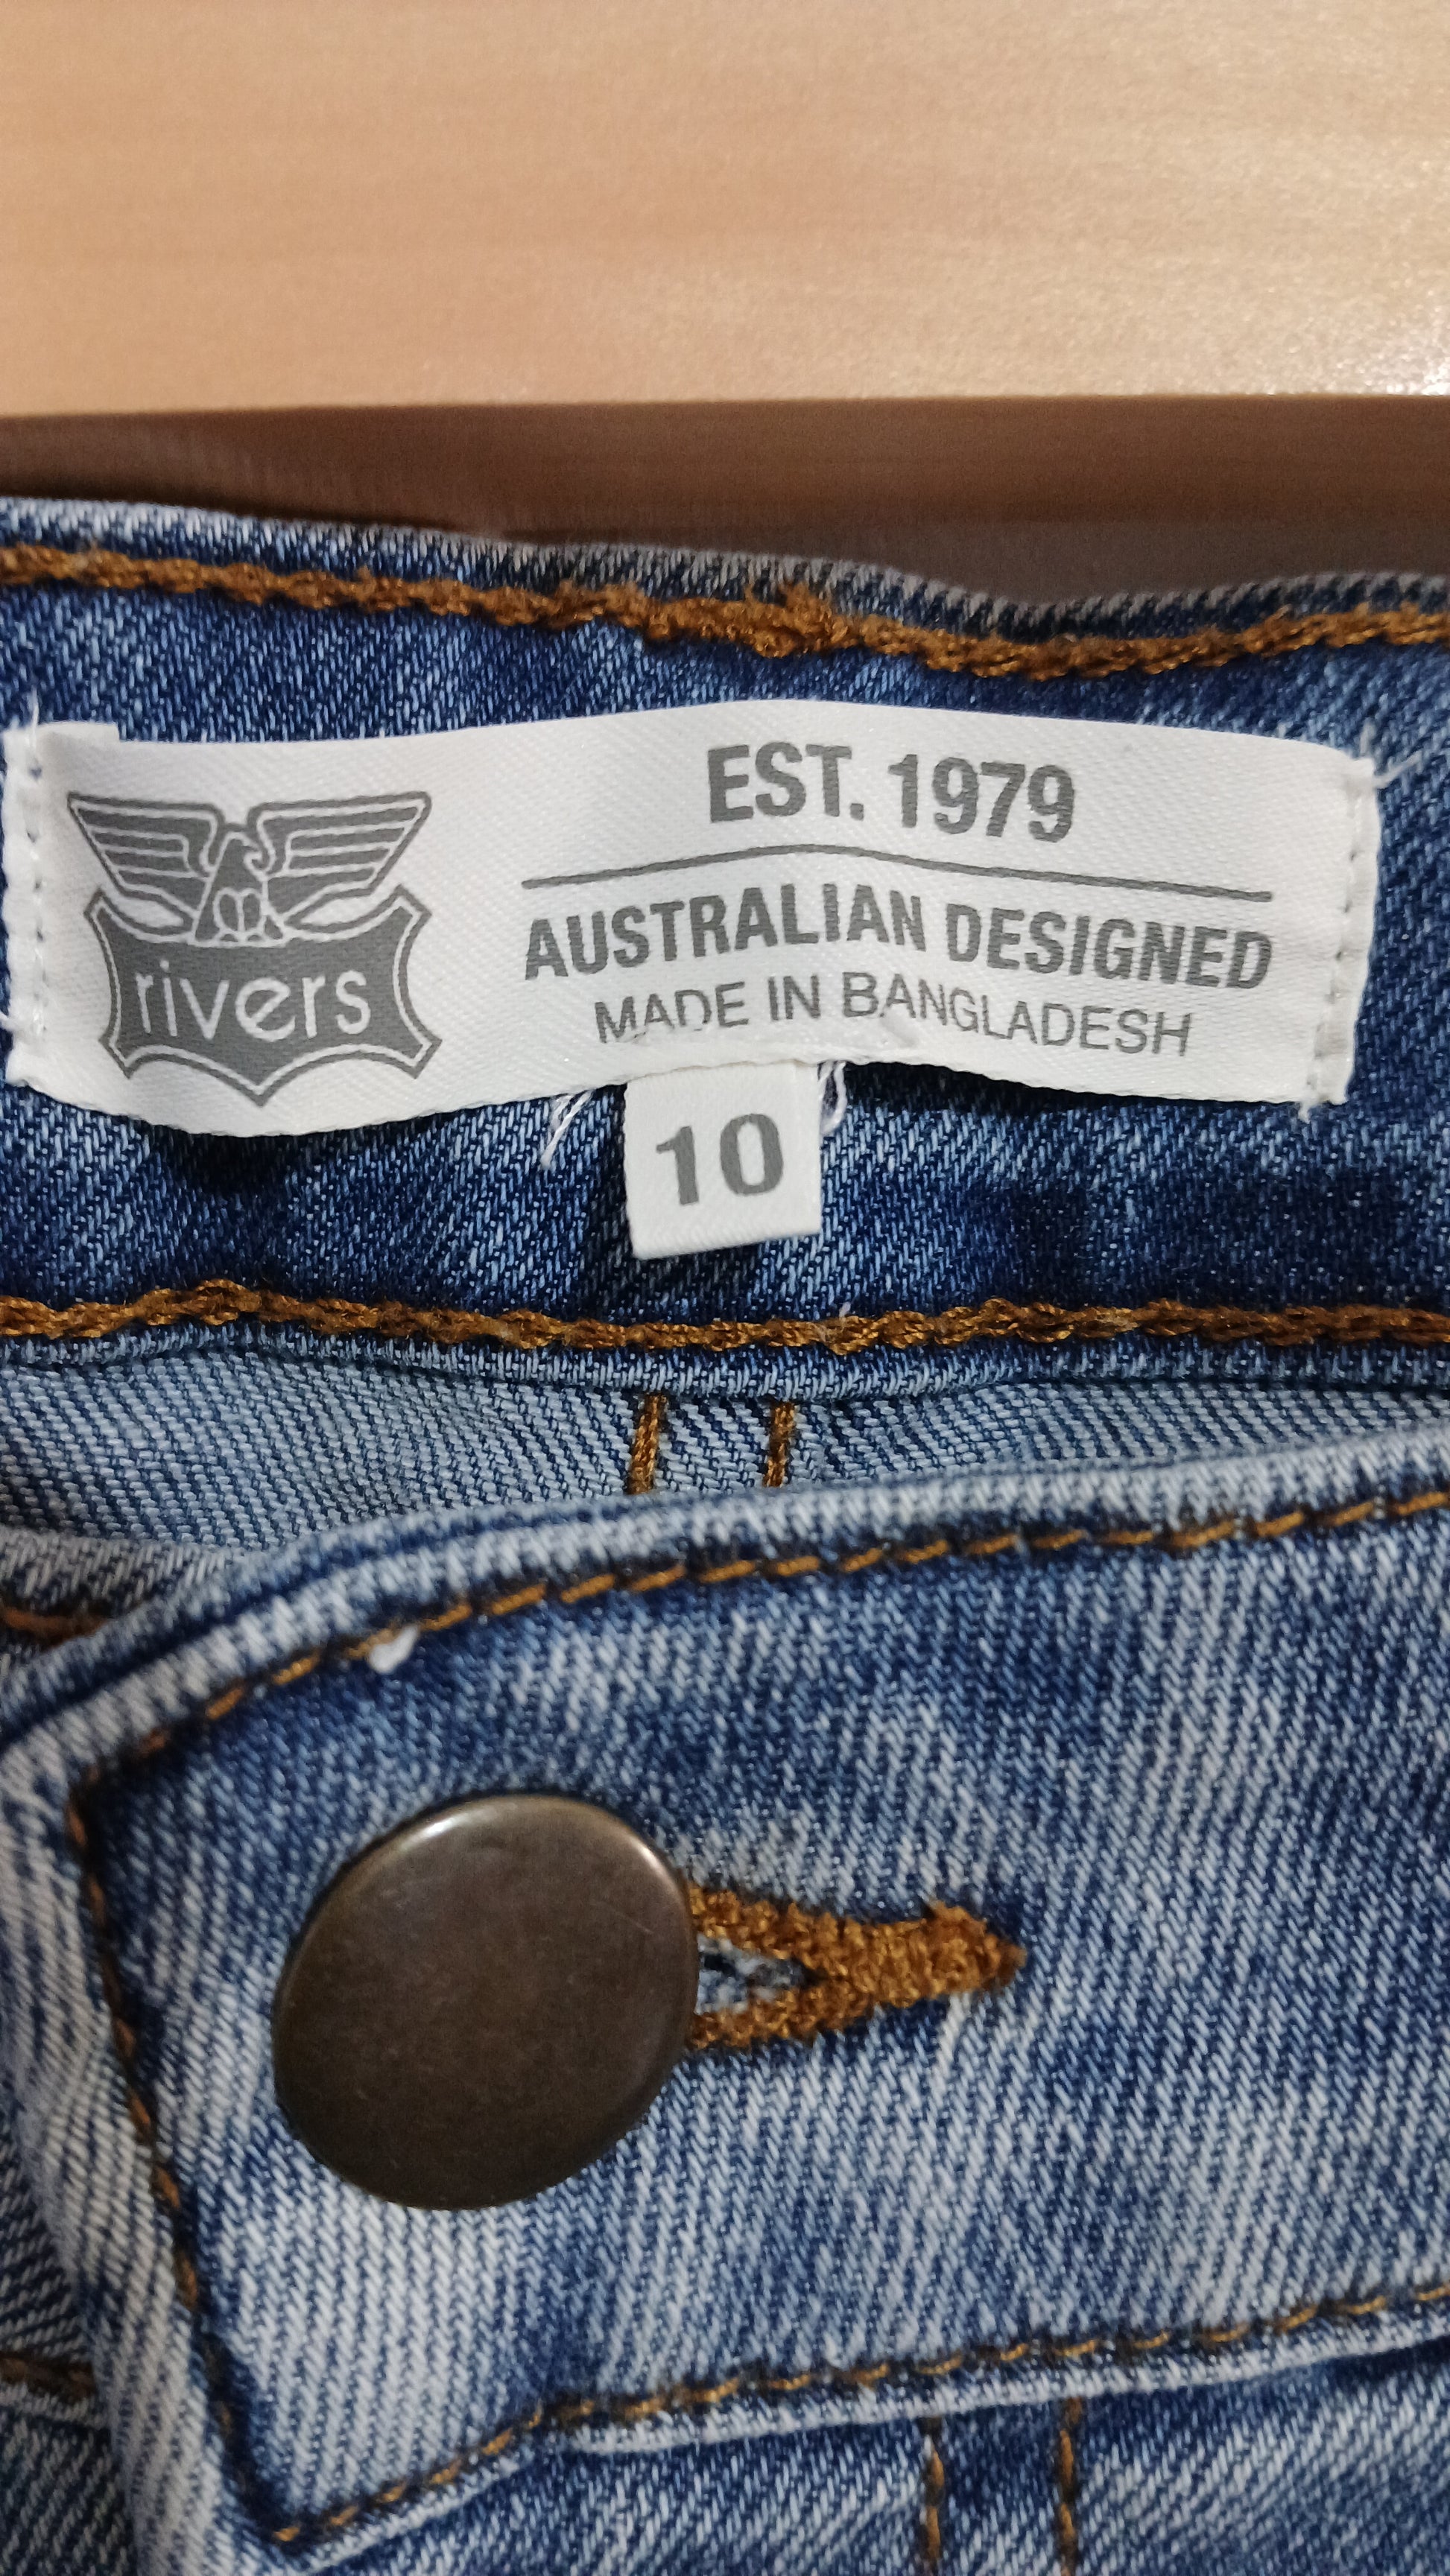 rivers
EST. 1979
AUSTRALIAN DESIGNED
MADE IN BANGLADESH
10